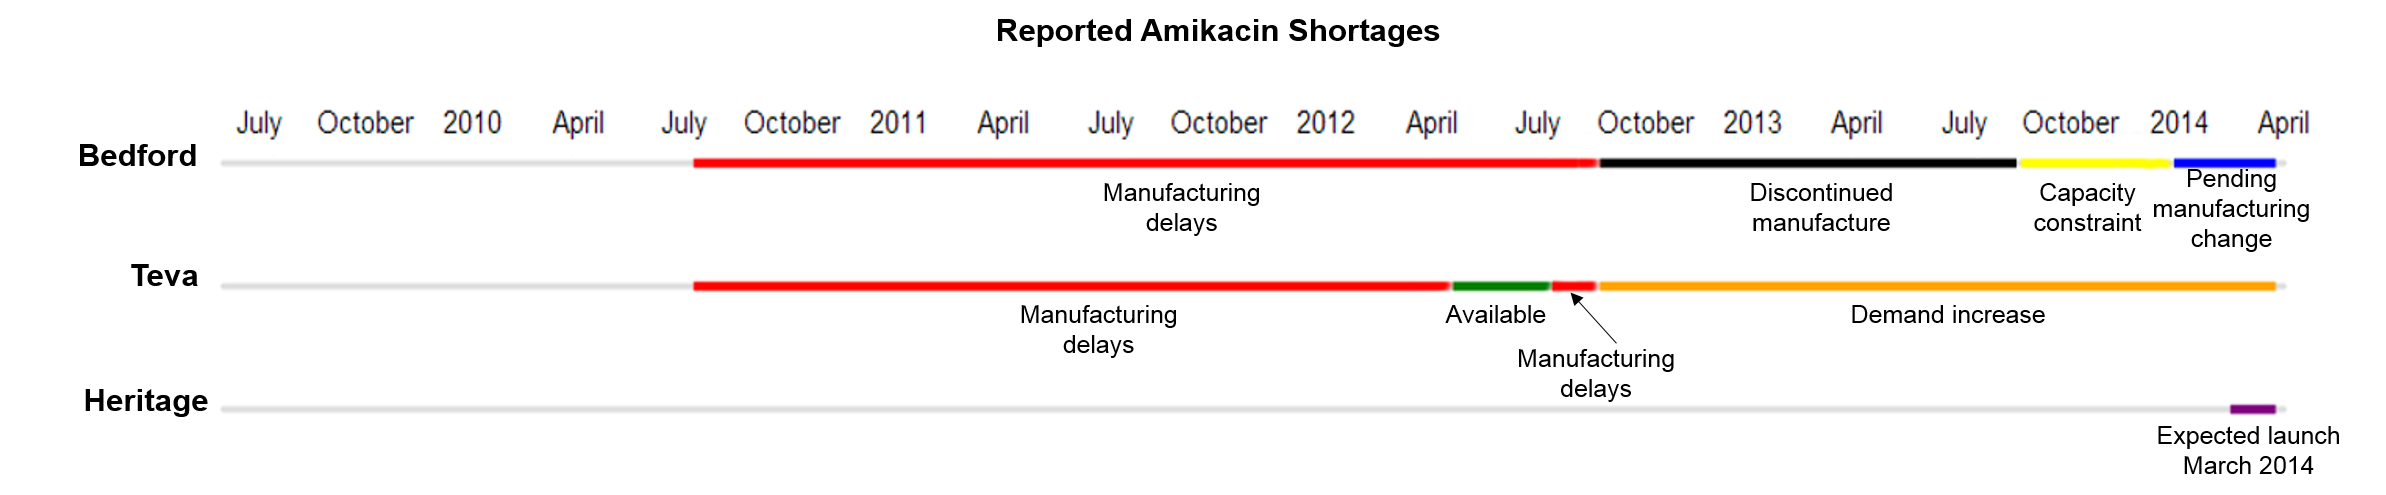 Reported Amikacin Shortages
July October 2010 April July October 2011 April July October 2012 April July October 2013 April July October 2014 April
Bedford
Manufacturing
delays
Discontinued
manufacture
Capacity
constraint
Pending
manufacturing
change
Teva
Manufacturing
delays
Available
Manufacturing
delays
Demand increase
Heritage
Expected launch
March 2014